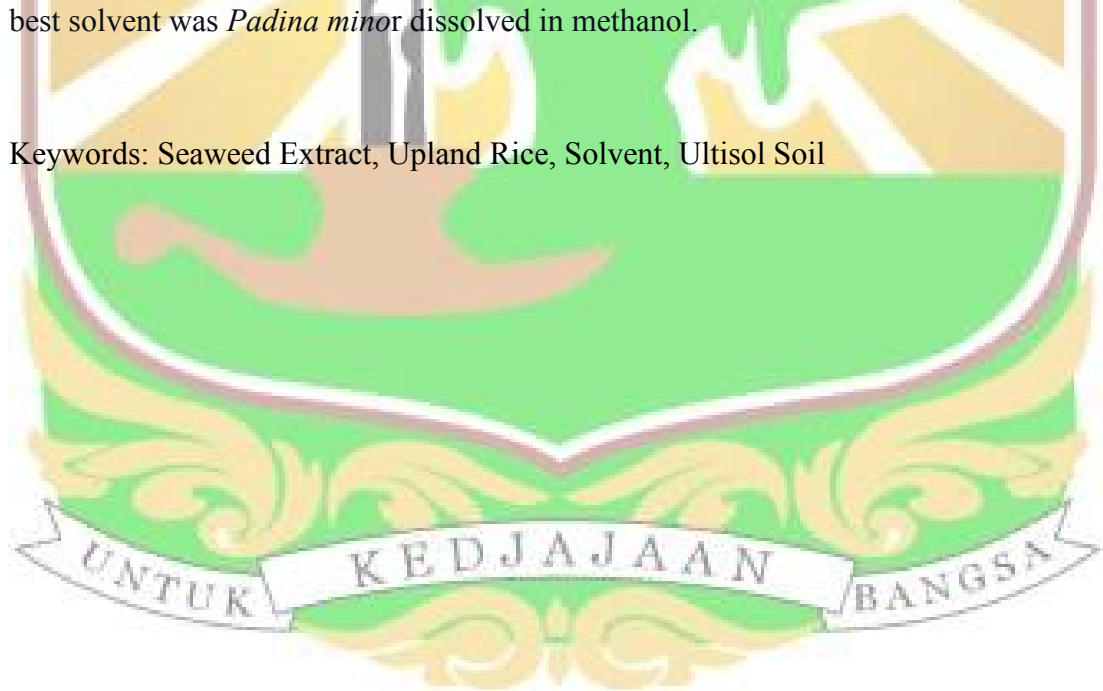 best solvent was Padina minor dissolved in methanol.
Keywords: Seaweed Extract, Upland Rice, Solvent, Ultisol Soil
UNTUK KEDJAJAAN BANGSA